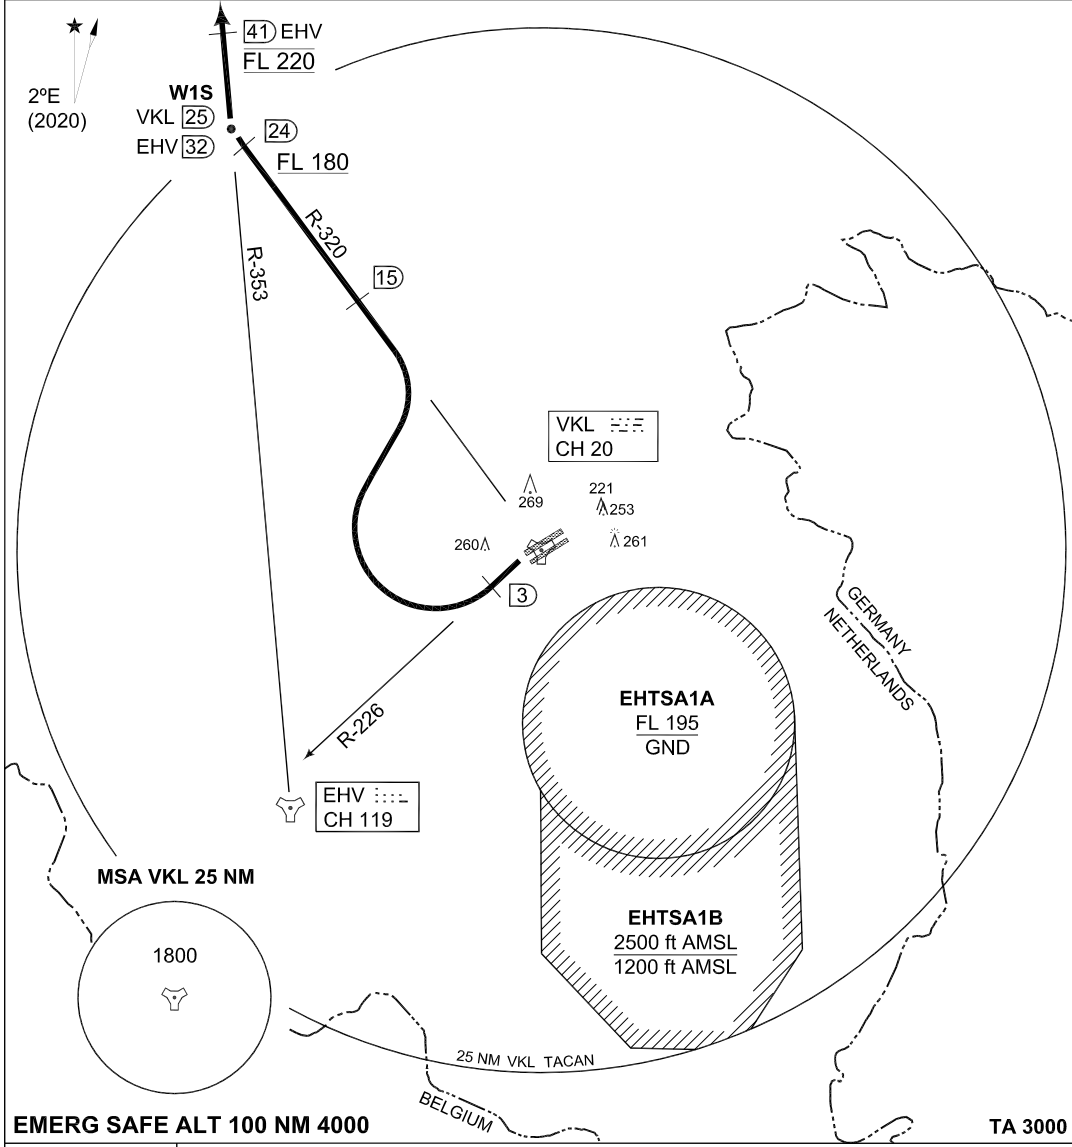 41 EHV
FL 220
2ºE
(2020)
W1S
VKL 25
EHV 32
24
FL 180
R-320
R-353
15
VKL
CH 20
269
221
253
260
261
3
GERMANY
NETHERLANDS
R-226
EHTSA1A
FL 195
GND
EHV
CH 119
MSA VKL 25 NM
1800
EHTSA1B
2500 ft AMSL
1200 ft AMSL
25 NM VKL TACAN
BELGIUM
EMERG SAFE ALT 100 NM 4000
TA 3000